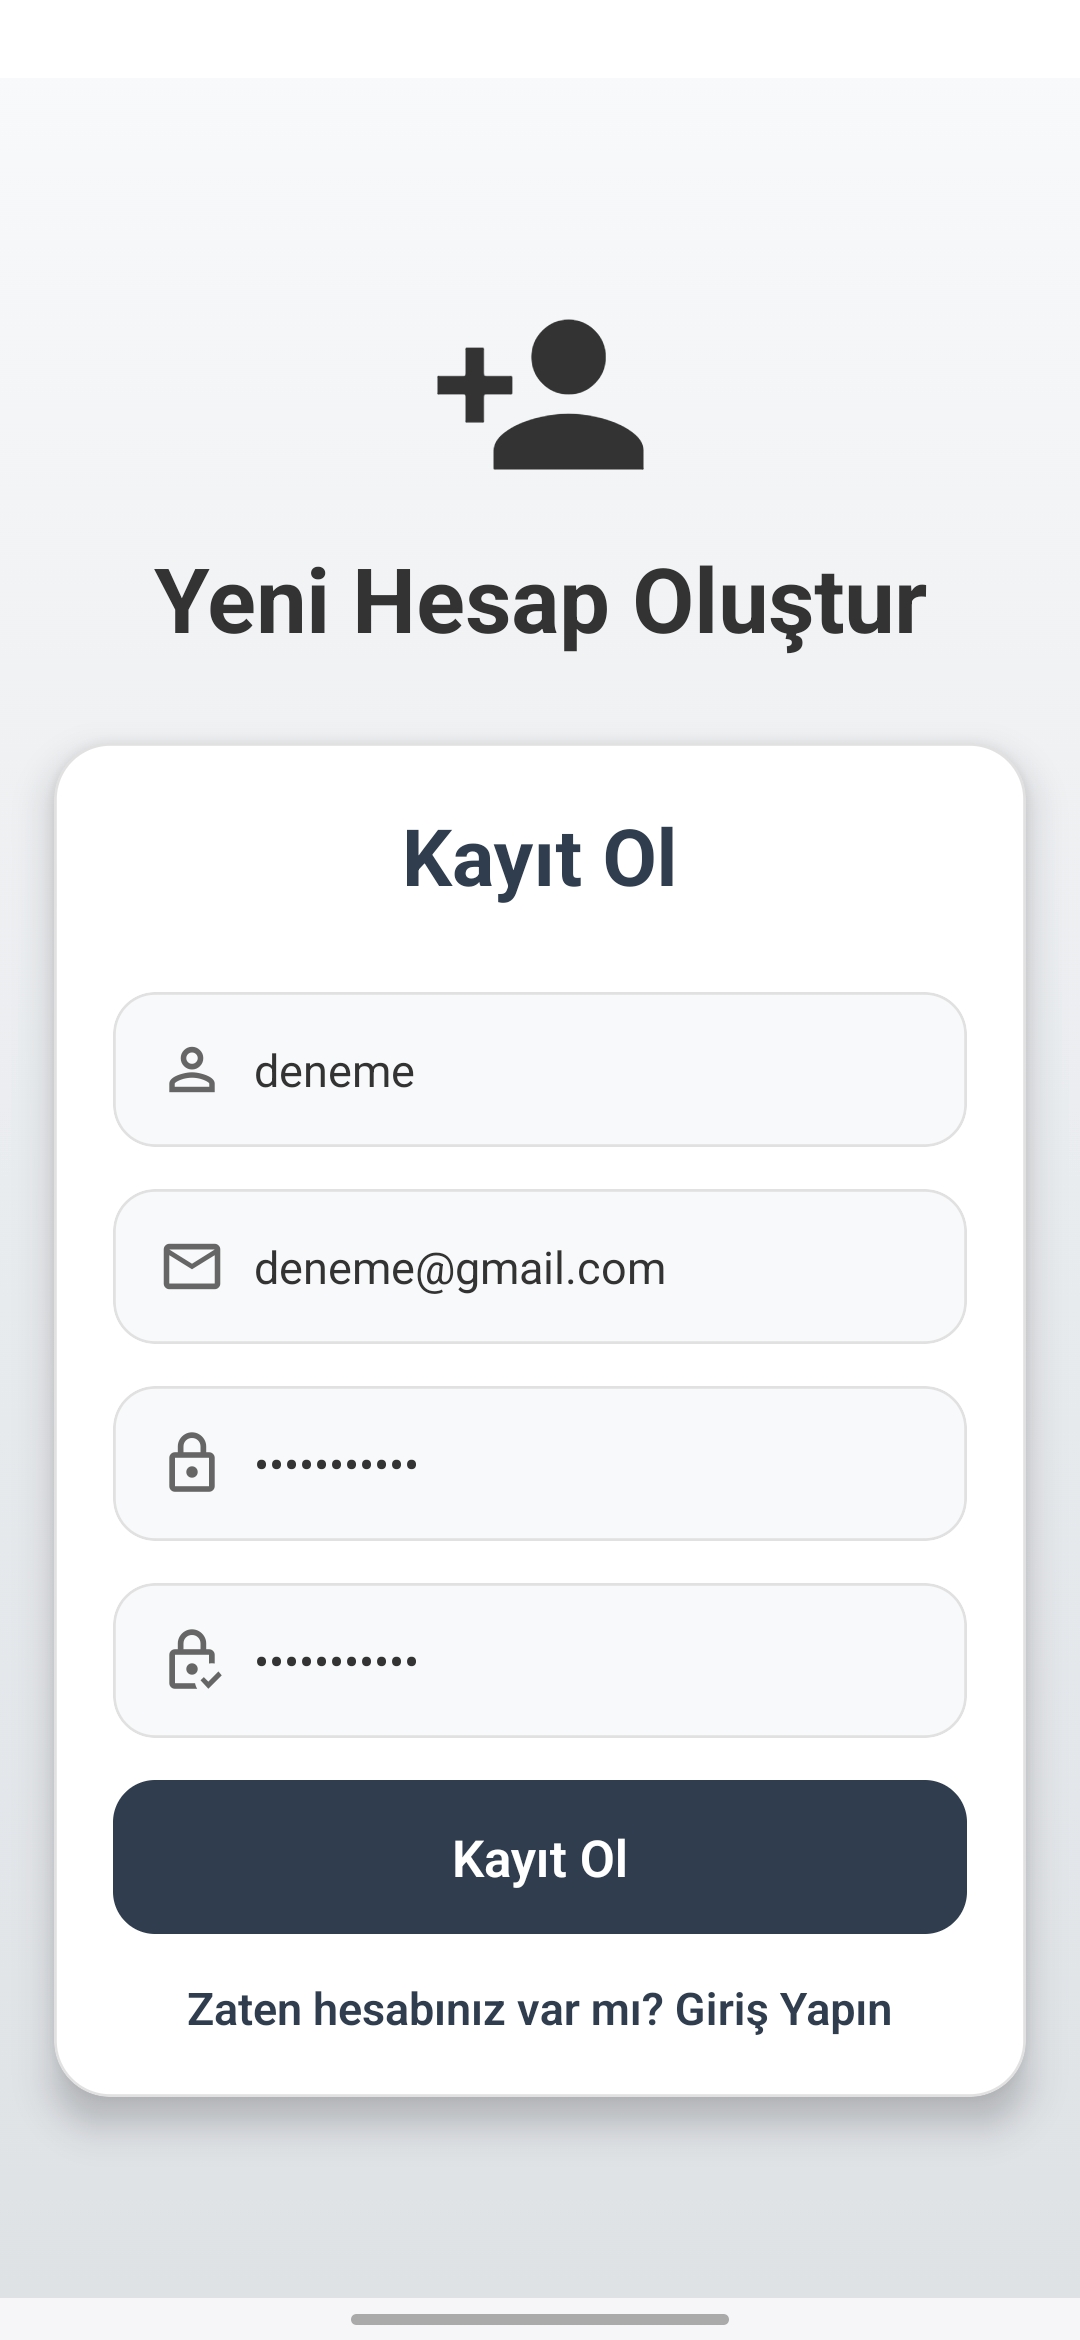 Yeni Hesap Oluştur
Kayıt Ol
deneme
deneme@gmail.com
•••••••••••
•••••••••••
Kayıt Ol
Zaten hesabınız var mı? Giriş Yapın